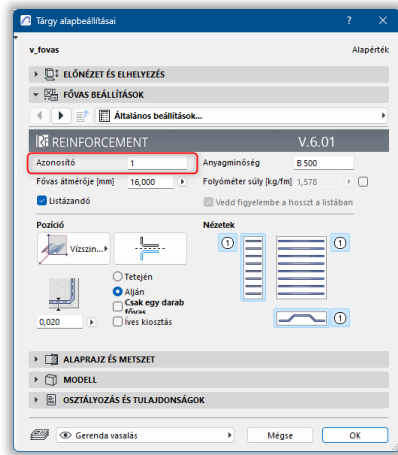 Tárgy alapbeállításai
v_fovas Alapérték
ELŐNÉZET ÉS ELHELYEZÉS
FŐVAS BEÁLLÍTÁSOK
Általános beállítások...
REINFORCEMENT V.6.01
Azonosító 1 Anyagminőség B 500
Fővas átmérője [mm] 16,000 Folyóméter súly [kg/fm] 1,578
Listázandó Vedd figyelembe a hosszt a listában
Pozíció Nézetek
Vízszin...
1 1
Tetején
Alján
Csak egy darab
fővas
0,020 Íves kiosztás 1
ALAPRAJZ ÉS METSZET
MODELL
OSZTÁLYOZÁS ÉS TULAJDONSÁGOK
Gerenda vasalás Mégse OK